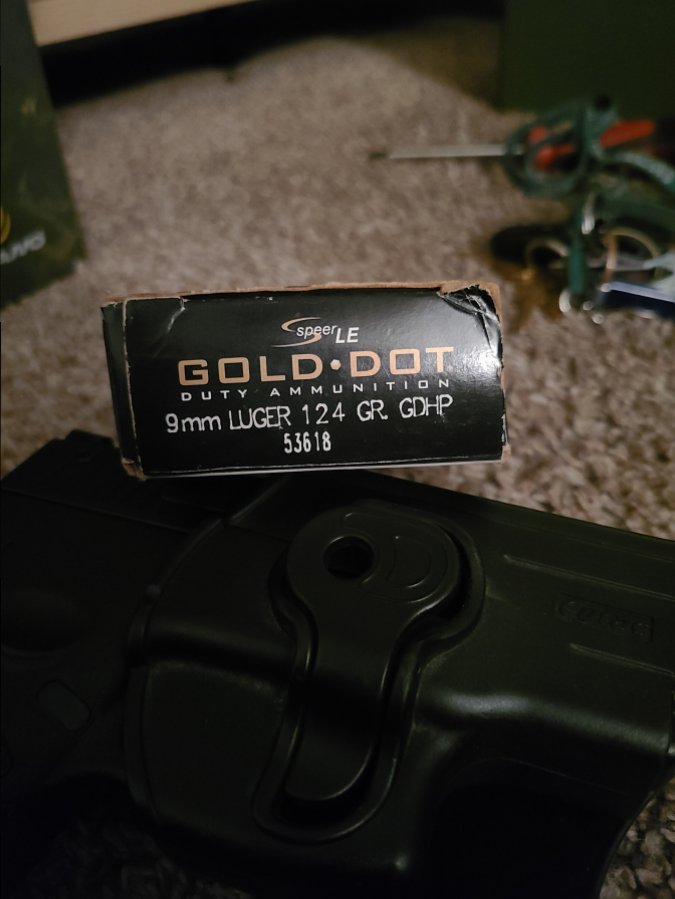 speer LE
GOLD•DOT
DUTY AMMUNITION
9mm LUGER 124 GR. GDHP
53618